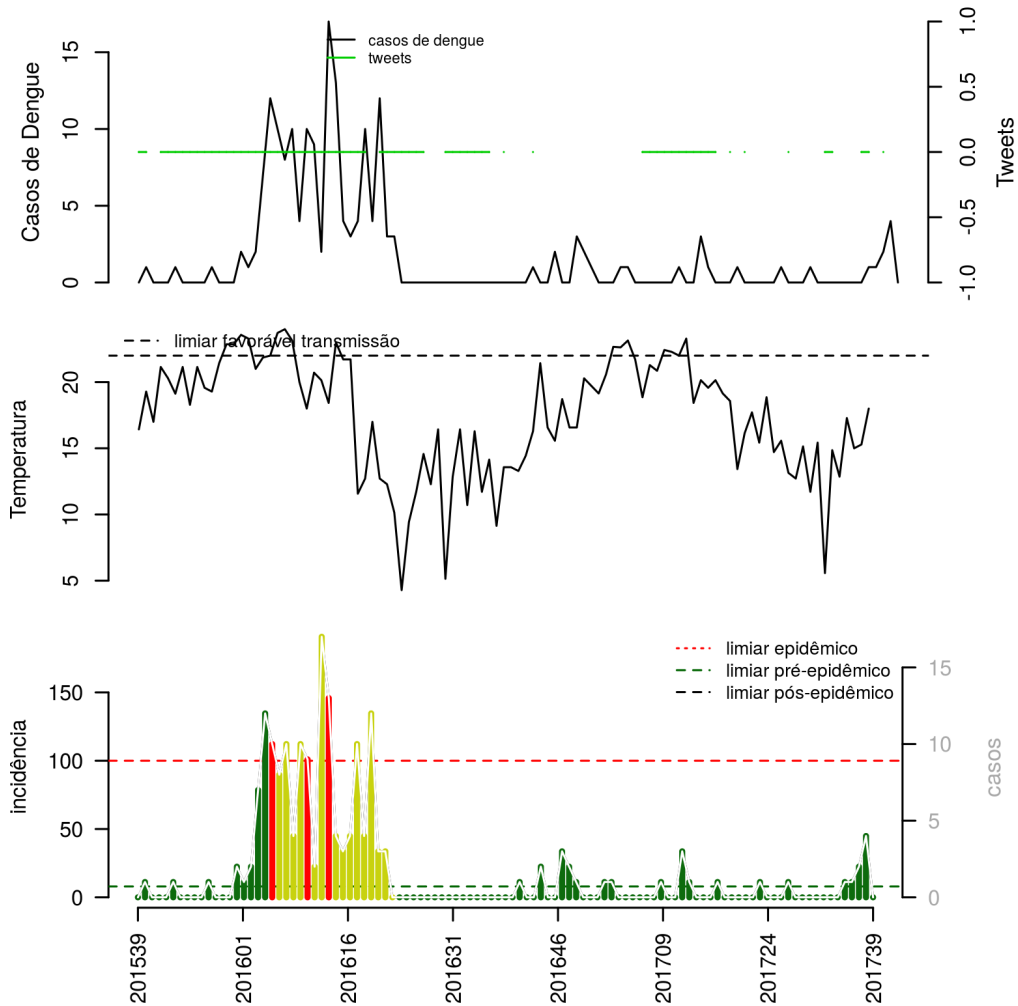 casos de dengue
tweets
Casos de Dengue
0
5
10
15
Tweets
-1.0
-0.5
0.0
0.5
1.0
limiar favorável transmissão
Temperatura
5
10
15
20
limiar epidêmico
limiar pré-epidêmico
limiar pós-epidêmico
incidência
0
50
100
150
casos
0
5
10
15
201539
201601
201616
201631
201646
201709
201724
201739